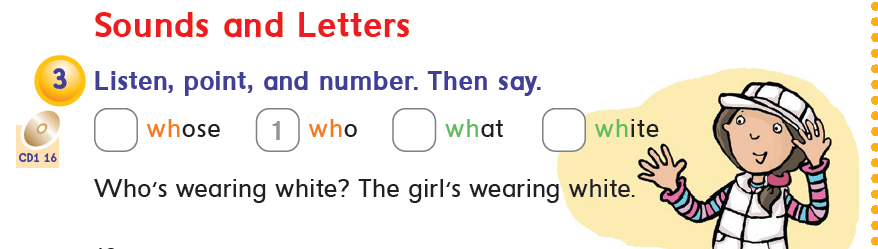 Sounds and Letters
3 Listen, point, and number. Then say.
whose 1 who what white
CD1 16
Who's wearing white? The girl's wearing white.